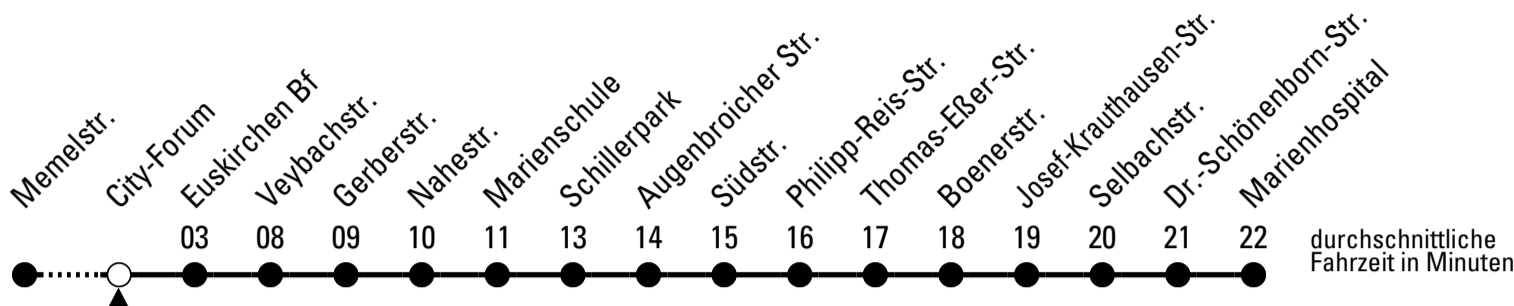 Memelstr.
City-Forum
Euskirchen Bf
Veybachstr.
Gerberstr.
Nahestr.
Marienschule
Schillerpark
Augenbroicher Str.
Südstr.
Philipp-Reis-Str.
Thomas-Eßer-Str.
Boenerstr.
Josef-Krauthausen-Str.
Selbachstr.
Dr.-Schönenborn-Str.
Marienhospital
03 08 09 10 11 13 14 15 16 17 18 19 20 21 22
durchschnittliche
Fahrzeit in Minuten